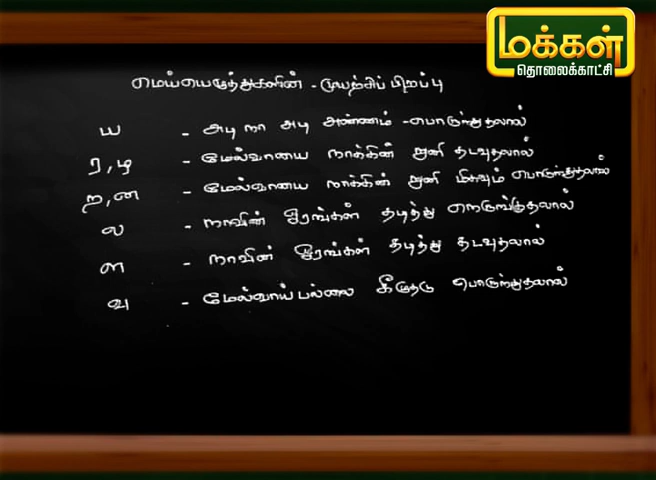 மக்கள்
தொலைக்காட்சி
மெய்யெழுத்துகளின் - முயற்சிப் பிறப்பு
ய - அடி நா அடி அண்ணம் - பொருந்துதலால்
ர, ழ - மேல்வாயை நாக்கின் நுனி தடவுதலால்
ற, ன - மேல்வாயை நாக்கின் நுனி மிகவும் பொருந்துதலால்
ல - நாவின் ஓரங்கள் தடித்து நெருங்குதலால்
ள - நாவின் ஓரங்கள் தடித்து தடவுதலால்
வ - மேல்வாய் பல்லை கீழுதடு பொருந்துதலால்